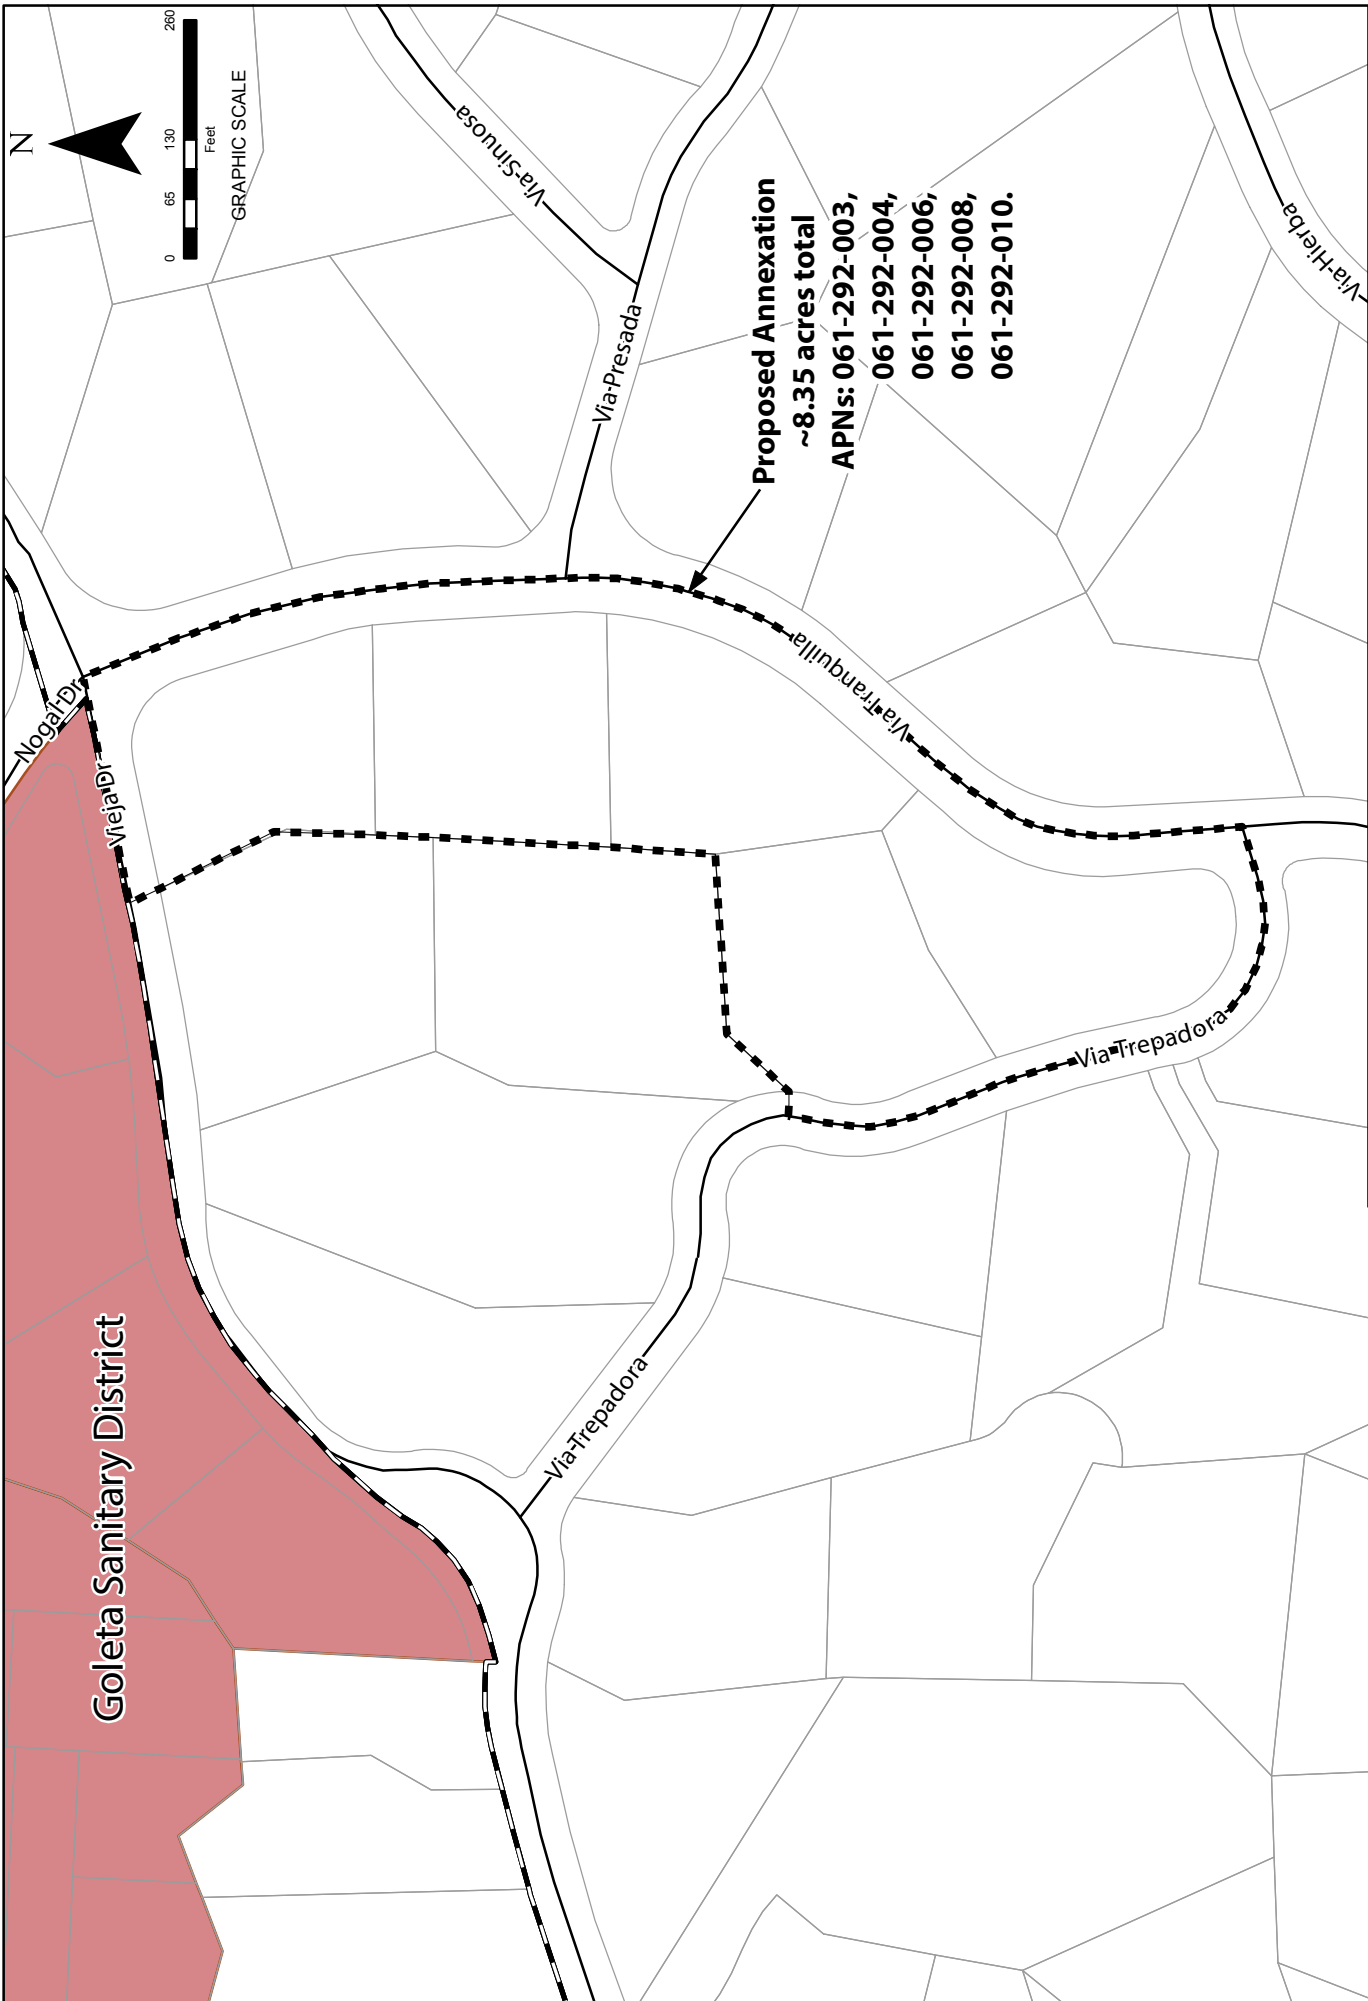 N
0 65 130 260
Feet
GRAPHIC SCALE
Goleta Sanitary District
Nogal Dr
Vieja Dr
Via Sinuosa
Via Presada
Via Tranquilla
Via Trepadora
Via Trepadora
Via Hierba
Proposed Annexation
~8.35 acres total
APNs: 061-292-003,
061-292-004,
061-292-006,
061-292-008,
061-292-010.